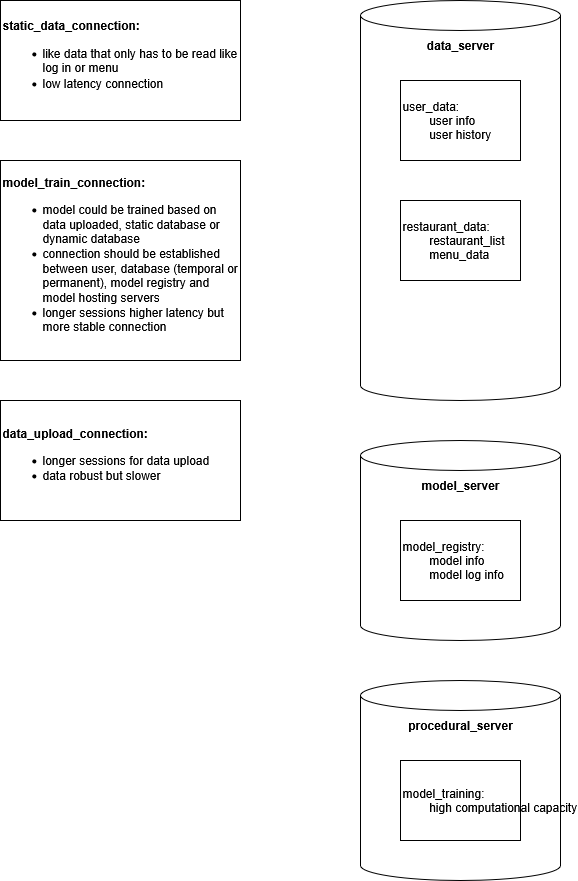 static_data_connection:
• like data that only has to be read like
log in or menu
• low latency connection
model_train_connection:
• model could be trained based on
data uploaded, static database or
dynamic database
• connection should be established
between user, database (temporal or
permanent), model registry and
model hosting servers
• longer sessions higher latency but
more stable connection
data_upload_connection:
• longer sessions for data upload
• data robust but slower
data_server
user_data:
user info
user history
restaurant_data:
restaurant_list
menu_data
model_server
model_registry:
model info
model log info
procedural_server
model_training:
high computational capacity